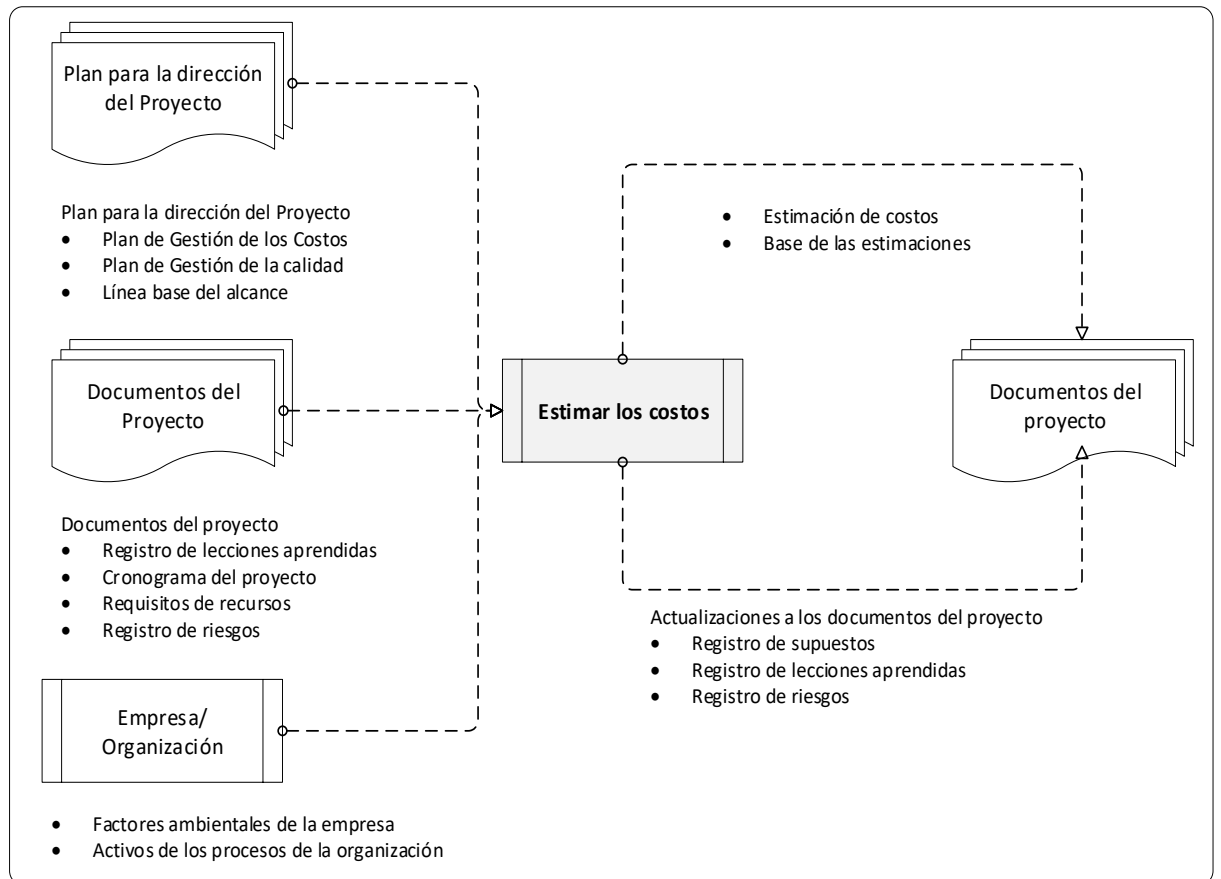 Plan para la dirección
del Proyecto
Plan para la dirección del Proyecto
• Plan de Gestión de los Costos
• Plan de Gestión de la calidad
• Línea base del alcance
Documentos del
Proyecto
Documentos del proyecto
• Registro de lecciones aprendidas
• Cronograma del proyecto
• Requisitos de recursos
• Registro de riesgos
Empresa/
Organización
• Factores ambientales de la empresa
• Activos de los procesos de la organización
Estimar los costos
• Estimación de costos
• Base de las estimaciones
Documentos del
proyecto
Actualizaciones a los documentos del proyecto
• Registro de supuestos
• Registro de lecciones aprendidas
• Registro de riesgos